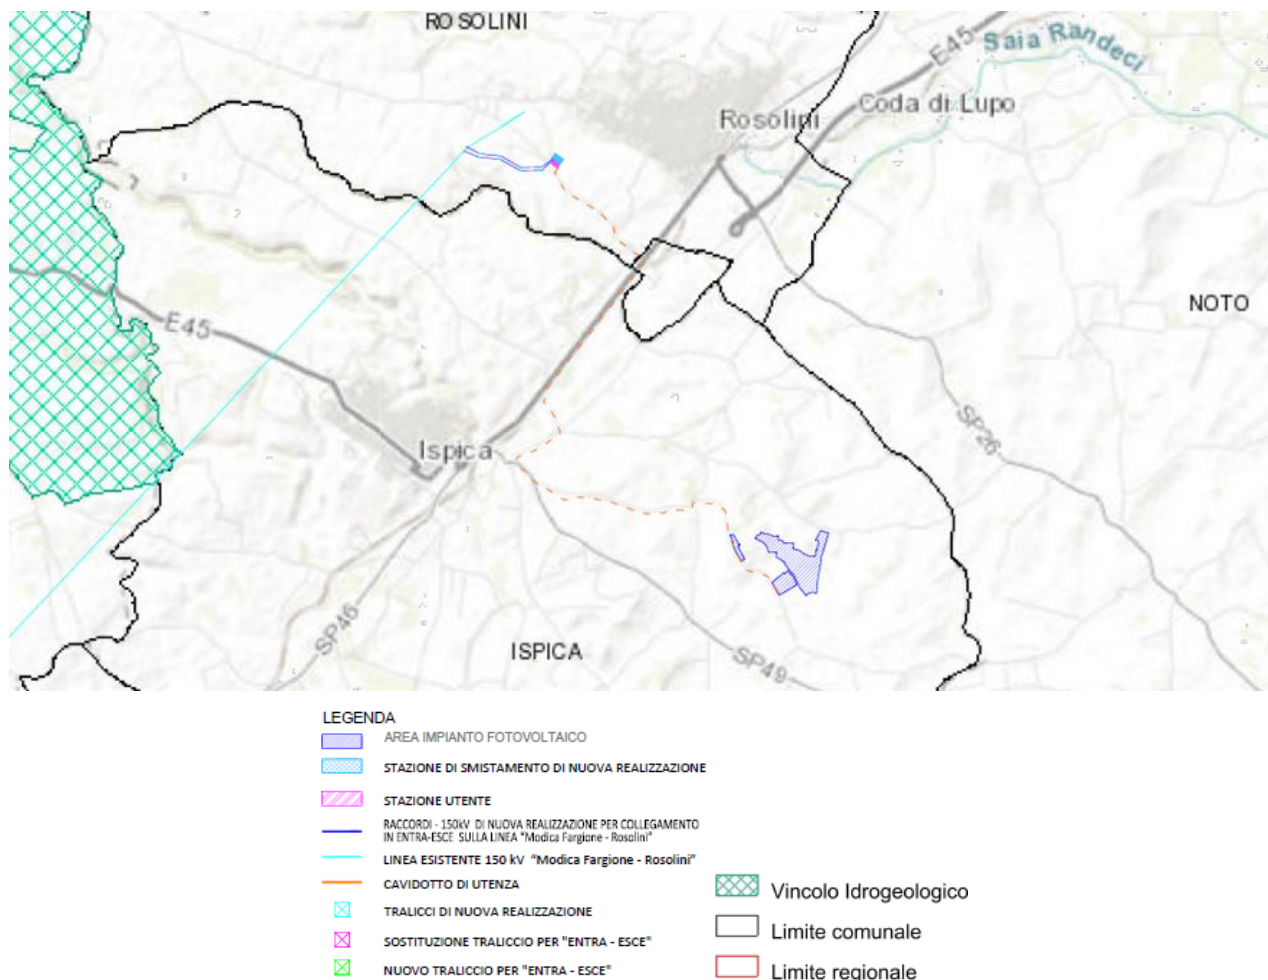 ROSOLINI
E45
Saia Randeci
Coda di Lupo
Rosolini
NOTO
E45
SP26
Ispica
SP46
ISPICA
SP49
LEGENDA
AREA IMPIANTO FOTOVOLTAICO
STAZIONE DI SMISTAMENTO DI NUOVA REALIZZAZIONE
STAZIONE UTENTE
RACCORDI - 150kV DI NUOVA REALIZZAZIONE PER COLLEGAMENTO
IN ENTRA-ESCE SULLA LINEA "Modica Fargione - Rosolini"
LINEA ESISTENTE 150 kV "Modica Fargione - Rosolini"
CAVIDOTTO DI UTENZA
TRALICCI DI NUOVA REALIZZAZIONE
SOSTITUZIONE TRALICCIO PER "ENTRA - ESCE"
NUOVO TRALICCIO PER "ENTRA - ESCE"
Vincolo Idrogeologico
Limite comunale
Limite regionale